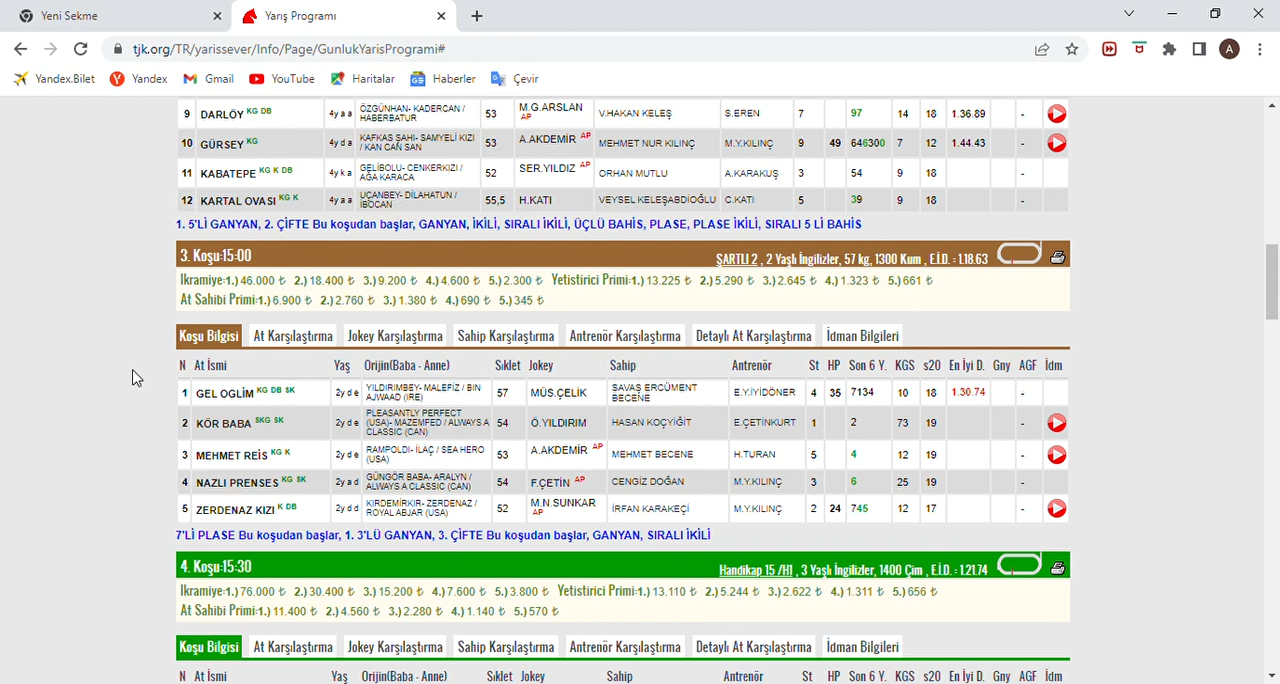 Yeni Sekme
Yarış Programı
tjk.org/TR/yarissever/Info/Page/GunlukYarisProgrami#
A
Yandex.Bilet Yandex Gmail YouTube Haritalar Haberler Çevir
9 DARLÖY KG DB 4y a a ÖZGÜNHAN- KADERCAN / HABERBATUR 53 M.G.ARSLAN AP V.HAKAN KELEŞ S.EREN 7 97 14 18 1.36.89 -
10 GÜRSEY KG 4y d a KAFKAS ŞAHI- SAMYELİ KIZI / KAN CAN SAN 53 A.AKDEMİR AP MEHMET NUR KILINÇ M.Y.KILINÇ 9 49 646300 7 12 1.44.43 -
11 KABATEPE KG K DB 4y k a GELİBOLU- CENKERKIZI / AĞA KARACA 52 SER.YILDIZ AP ORHAN MUTLU A.KARAKUŞ 3 54 9 18 -
12 KARTAL OVASI KG K 4y a a UÇANBEY- DİLAHATUN / İBOCAN 55,5 H.KATI VEYSEL KELEŞABDİOĞLU C.KATI 5 39 9 18 -
1. 5'Lİ GANYAN, 2. ÇİFTE Bu koşudan başlar, GANYAN, İKİLİ, SIRALI İKİLİ, ÜÇLÜ BAHİS, PLASE, PLASE İKİLİ, SIRALI 5 Lİ BAHİS
3. Koşu:15:00 ŞARTLI 2 , 2 Yaşlı İngilizler, 57 kg, 1300 Kum , E.İ.D. : 1.18.63
İkramiye:1.) 46.000 ₺ 2.) 18.400 ₺ 3.) 9.200 ₺ 4.) 4.600 ₺ 5.) 2.300 ₺ Yetistirici Primi:1.) 13.225 ₺ 2.) 5.290 ₺ 3.) 2.645 ₺ 4.) 1.323 ₺ 5.) 661 ₺
At Sahibi Primi:1.) 6.900 ₺ 2.) 2.760 ₺ 3.) 1.380 ₺ 4.) 690 ₺ 5.) 345 ₺
Koşu Bilgisi At Karşılaştırma Jokey Karşılaştırma Sahip Karşılaştırma Antrenör Karşılaştırma Detaylı At Karşılaştırma İdman Bilgileri
N At İsmi Yaş Orijin(Baba - Anne) Sıklet Jokey Sahip Antrenör St HP Son 6 Y. KGS s20 En İyi D. Gny AGF İdm
1 GEL OGLİM KG DB SK 2y d e YILDIRIMBEY- MALEFİZ / BIN AJWAAD (IRE) 57 MÜS.ÇELİK SAVAŞ ERCÜMENT BECENE E.Y.İYİDÖNER 4 35 7134 10 18 1.30.74 -
2 KÖR BABA SKG SK 2y d e PLEASANTLY PERFECT (USA)- MAZEMFED / ALWAYS A CLASSIC (CAN) 54 Ö.YILDIRIM HASAN KOÇYİĞİT E.ÇETİNKURT 1 2 73 19 -
3 MEHMET REİS KG K 2y d e RAMPOLDI- İLAÇ / SEA HERO (USA) 53 A.AKDEMİR AP MEHMET BECENE H.TURAN 5 4 12 19 -
4 NAZLI PRENSES KG SK 2y a d GÜNGÖR BABA- ARALYN / ALWAYS A CLASSIC (CAN) 54 F.ÇETİN AP CENGİZ DOĞAN M.Y.KILINÇ 3 6 25 19 -
5 ZERDENAZ KIZI K DB 2y d d KIRDEMİRKIR- ZERDENAZ / ROYAL ABJAR (USA) 52 M.N.SUNKAR AP İRFAN KARAKEÇİ M.Y.KILINÇ 2 24 745 12 17 -
7'Lİ PLASE Bu koşudan başlar, 1. 3'LÜ GANYAN, 3. ÇİFTE Bu koşudan başlar, GANYAN, SIRALI İKİLİ
4. Koşu:15:30 Handikap 15 /H1 , 3 Yaşlı İngilizler, 1400 Çim , E.İ.D. : 1.21.74
İkramiye:1.) 76.000 ₺ 2.) 30.400 ₺ 3.) 15.200 ₺ 4.) 7.600 ₺ 5.) 3.800 ₺ Yetistirici Primi:1.) 13.110 ₺ 2.) 5.244 ₺ 3.) 2.622 ₺ 4.) 1.311 ₺ 5.) 656 ₺
At Sahibi Primi:1.) 11.400 ₺ 2.) 4.560 ₺ 3.) 2.280 ₺ 4.) 1.140 ₺ 5.) 570 ₺
Koşu Bilgisi At Karşılaştırma Jokey Karşılaştırma Sahip Karşılaştırma Antrenör Karşılaştırma Detaylı At Karşılaştırma İdman Bilgileri
N At İsmi Yaş Orijin(Baba - Anne) Sıklet Jokey Sahip Antrenör St HP Son 6 Y. KGS s20 En İyi D. Gny AGF İdm